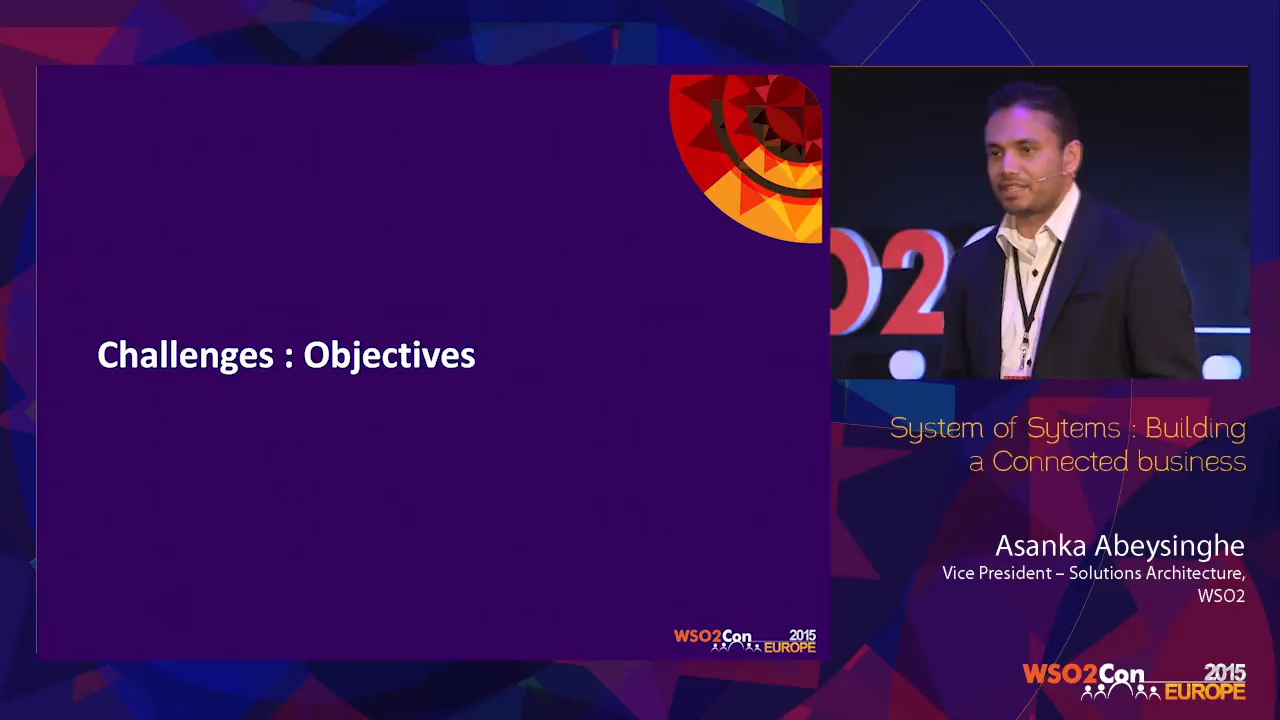 Challenges : Objectives
WSO2Con 2015
EUROPE
O2
System of Sytems : Building
a Connected business
Asanka Abeysinghe
Vice President – Solutions Architecture,
WSO2
WSO2Con 2015
EUROPE